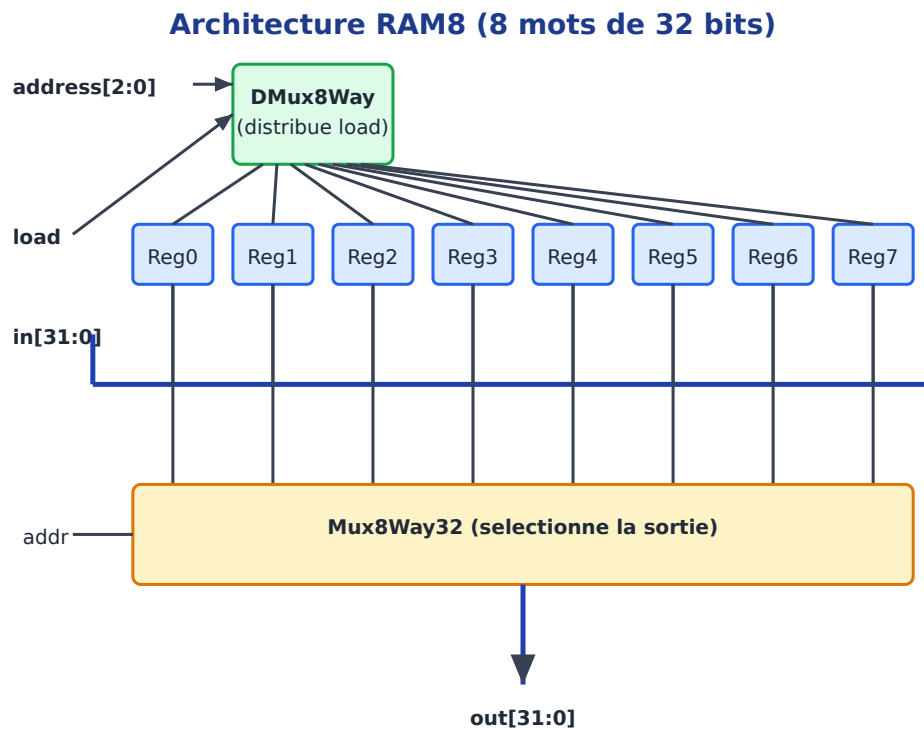 Architecture RAM8 (8 mots de 32 bits)
address[2:0]
DMux8Way
(distribue load)
load
Reg0 Reg1 Reg2 Reg3 Reg4 Reg5 Reg6 Reg7
in[31:0]
Mux8Way32 (selectionne la sortie)
addr
out[31:0]